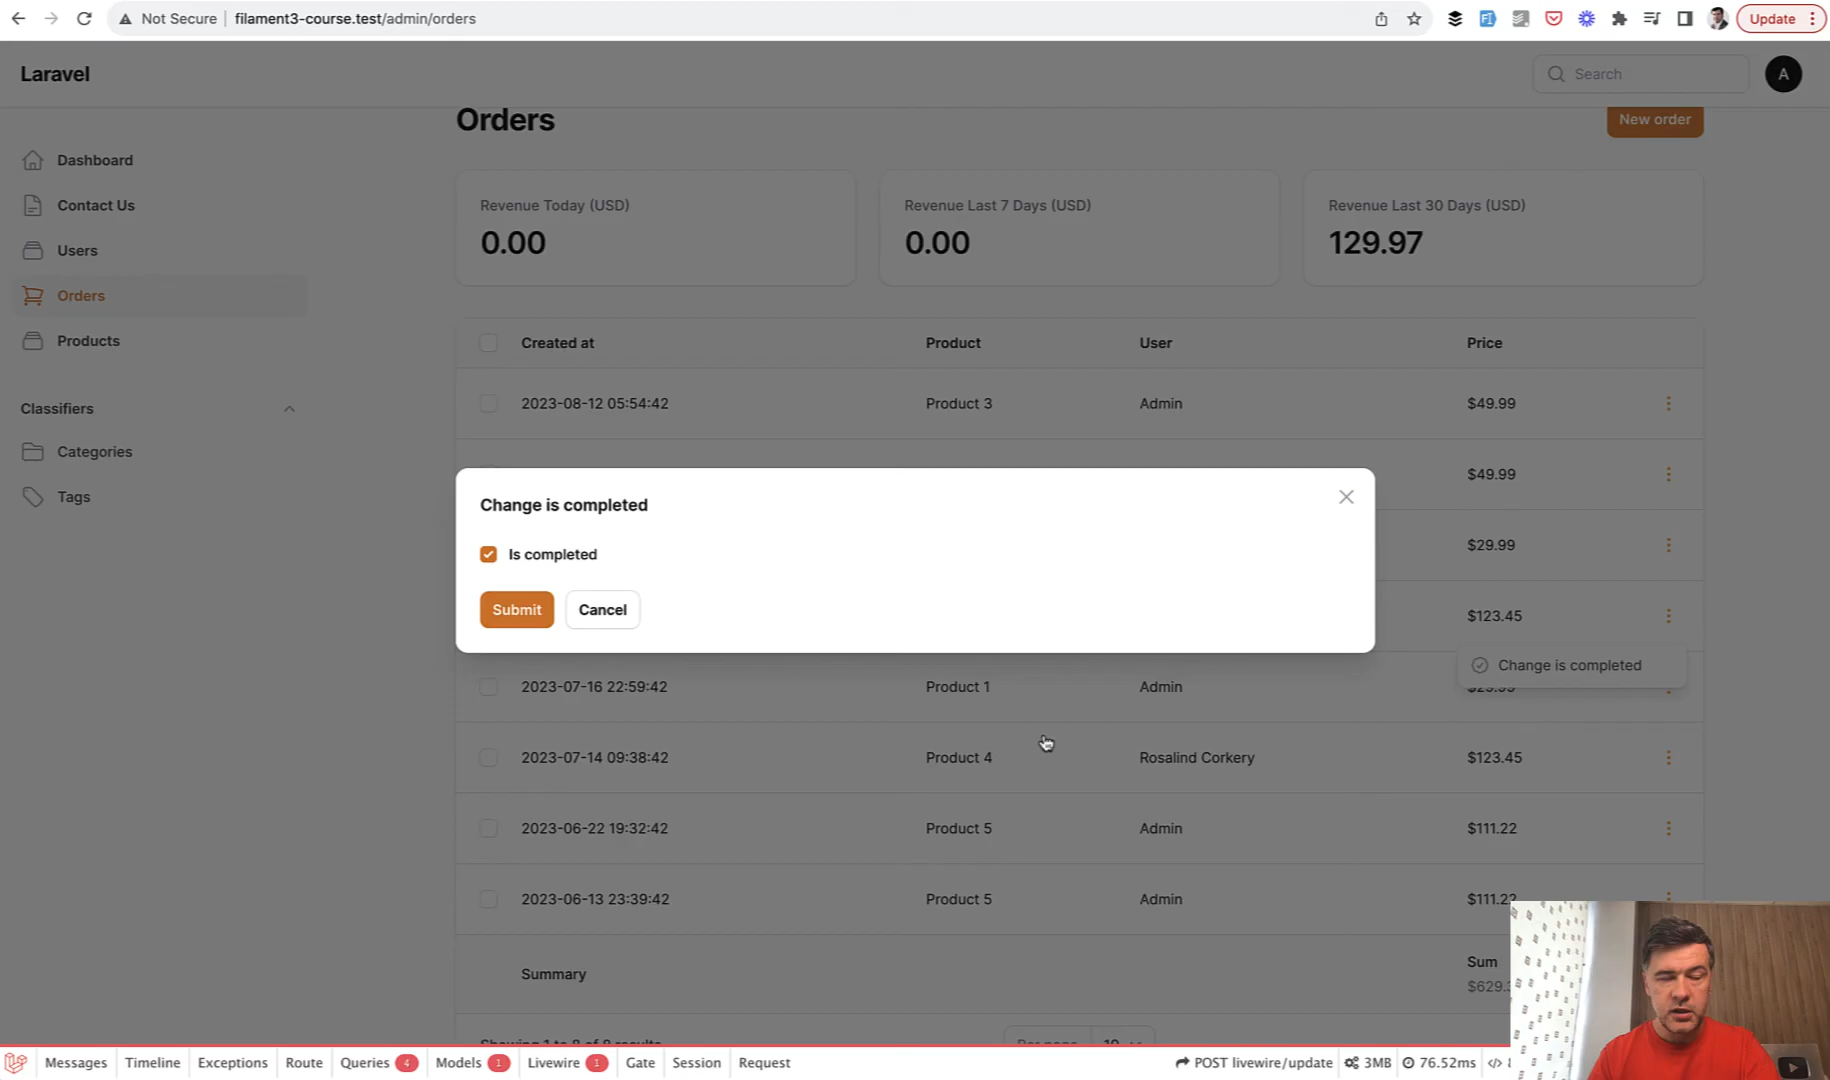 Not Secure filament3-course.test/admin/orders Update
Laravel
Search
A
Orders
New order
Dashboard
Contact Us
Users
Orders
Products
Classifiers
Categories
Tags
Revenue Today (USD)
0.00
Revenue Last 7 Days (USD)
0.00
Revenue Last 30 Days (USD)
129.97
Created at Product User Price
2023-08-12 05:54:42 Product 3 Admin $49.99
$49.99
$29.99
$123.45
Change is completed
Is completed
Submit Cancel
Change is completed
2023-07-16 22:59:42 Product 1 Admin
2023-07-14 09:38:42 Product 4 Rosalind Corkery $123.45
2023-06-22 19:32:42 Product 5 Admin $111.22
2023-06-13 23:39:42 Product 5 Admin $111.22
Summary
Sum
$629.
Messages Timeline Exceptions Route Queries 4 Models 1 Livewire 1 Gate Session Request POST livewire/update 3MB 76.52ms